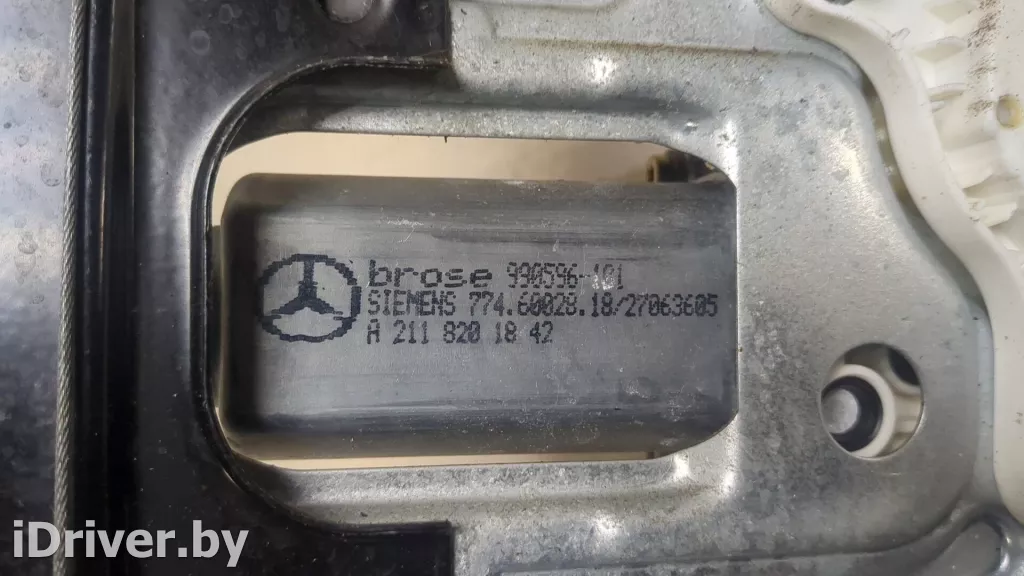 brose 990596-101
SIEMENS 774.60028.18/27063605
A 211 820 18 42
iDriver.by